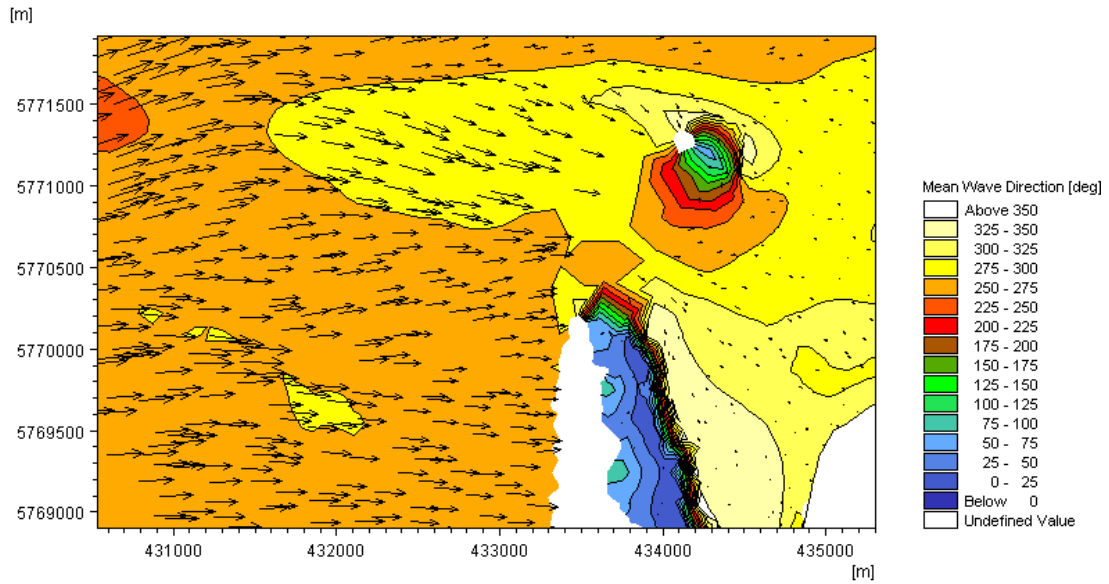 [m]
5771500
5771000
5770500
5770000
5769500
5769000
431000 432000 433000 434000 435000
[m]
Mean Wave Direction [deg]
Above 350
325 - 350
300 - 325
275 - 300
250 - 275
225 - 250
200 - 225
175 - 200
150 - 175
125 - 150
100 - 125
75 - 100
50 - 75
25 - 50
0 - 25
Below 0
Undefined Value